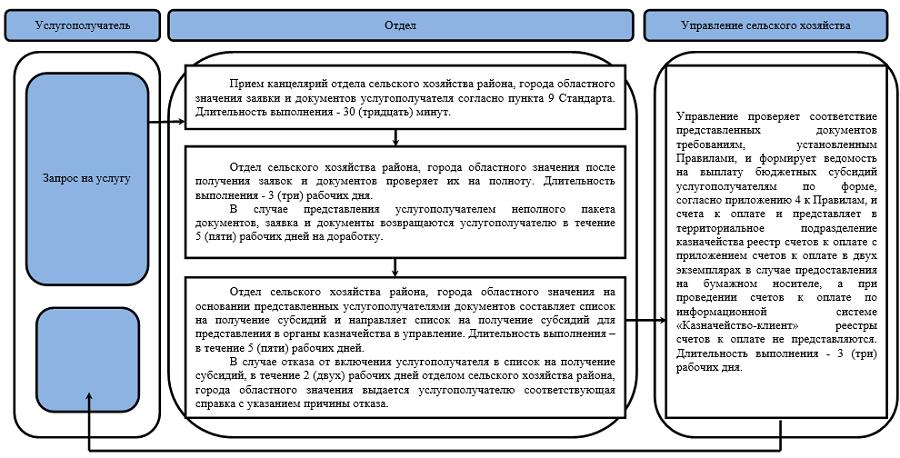 Услугополучатель
Отдел
Управление сельского хозяйства
Запрос на услугу
Прием канцелярий отдела сельского хозяйства района, города областного
значения заявки и документов услугополучателя согласно пункта 9 Стандарта.
Длительность выполнения - 30 (тридцать) минут.
Отдел сельского хозяйства района, города областного значения после
получения заявок и документов проверяет их на полноту. Длительность
выполнения - 3 (три) рабочих дня.
В случае представления услугополучателем неполного пакета
документов, заявка и документы возвращаются услугополучателю в течение
5 (пяти) рабочих дней на доработку.
Отдел сельского хозяйства района, города областного значения на
основании представленных услугополучателями документов составляет список
на получение субсидий и направляет список на получение субсидий для
представления в органы казначейства в управление. Длительность выполнения –
в течение 5 (пяти) рабочих дней.
В случае отказа от включения услугополучателя в список на получение
субсидий, в течение 2 (двух) рабочих дней отделом сельского хозяйства района,
города областного значения выдается услугополучателю соответствующая
справка с указанием причины отказа.
Управление проверяет соответствие
представленных документов
требованиям, установленным
Правилами, и формирует ведомость
на выплату бюджетных субсидий
услугополучателям по форме,
согласно приложению 4 к Правилам, и
счета к оплате и представляет в
территориальное подразделение
казначейства реестр счетов к оплате с
приложением счетов к оплате в двух
экземплярах в случае предоставления
на бумажном носителе, а при
проведении счетов к оплате по
информационной системе
«Казначейство-клиент» реестры
счетов к оплате не представляются.
Длительность выполнения - 3 (три)
рабочих дня.